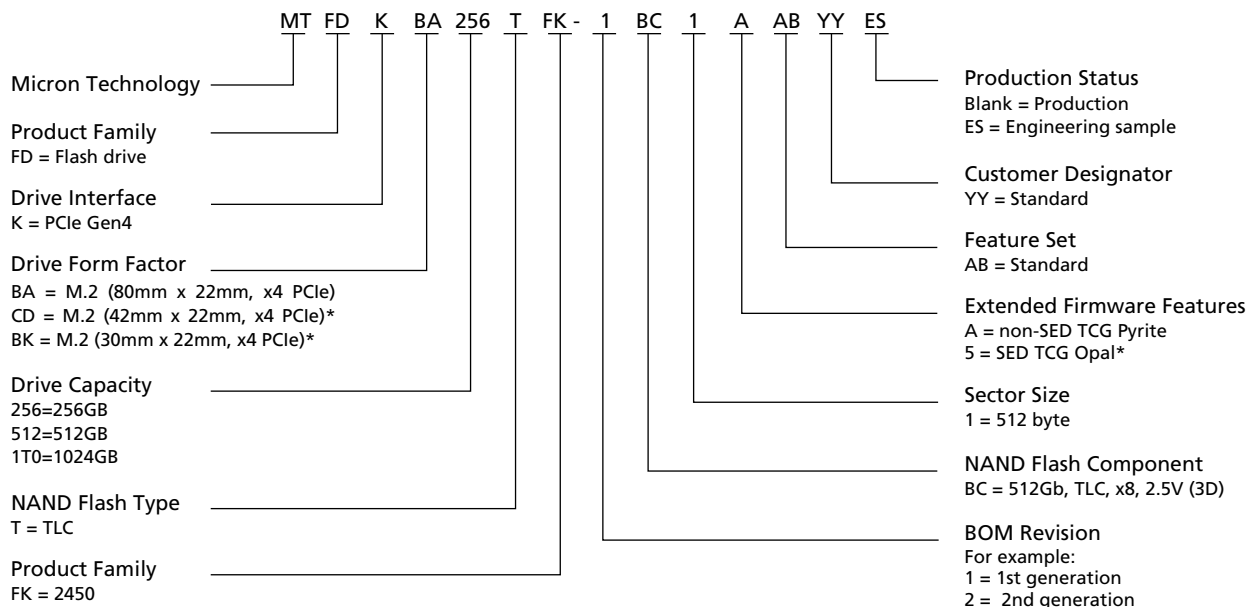 MT FD K BA 256 T FK - 1 BC 1 A AB YY ES
Micron Technology
Product Family
FD = Flash drive
Drive Interface
K = PCIe Gen4
Drive Form Factor
BA = M.2 (80mm x 22mm, x4 PCIe)
CD = M.2 (42mm x 22mm, x4 PCIe)*
BK = M.2 (30mm x 22mm, x4 PCIe)*
Drive Capacity
256=256GB
512=512GB
1T0=1024GB
NAND Flash Type
T = TLC
Product Family
FK = 2450
Production Status
Blank = Production
ES = Engineering sample
Customer Designator
YY = Standard
Feature Set
AB = Standard
Extended Firmware Features
A = non-SED TCG Pyrite
5 = SED TCG Opal*
Sector Size
1 = 512 byte
NAND Flash Component
BC = 512Gb, TLC, x8, 2.5V (3D)
BOM Revision
For example:
1 = 1st generation
2 = 2nd generation